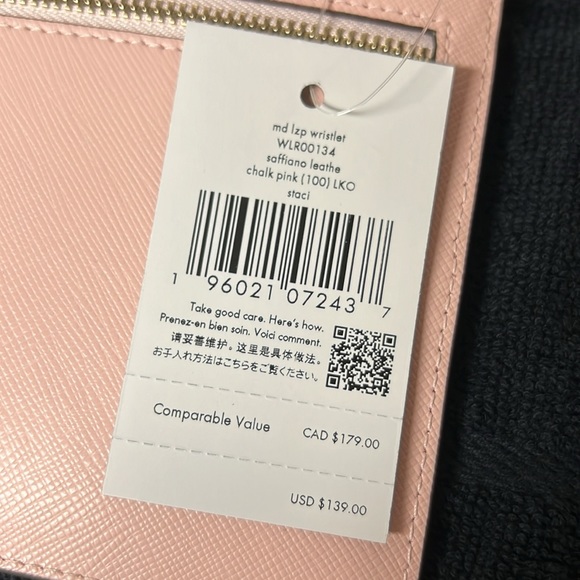 md lzp wristlet
WLR00134
saffiano leathe
chalk pink (100) LKO
staci
1 96021 07243 7
Take good care. Here's how.
Prenez-en bien soin. Voici comment.
请妥善维护。这里是具体做法。
お手入れ方法はこちらをご覧ください。
Comparable Value CAD $179.00
USD $139.00